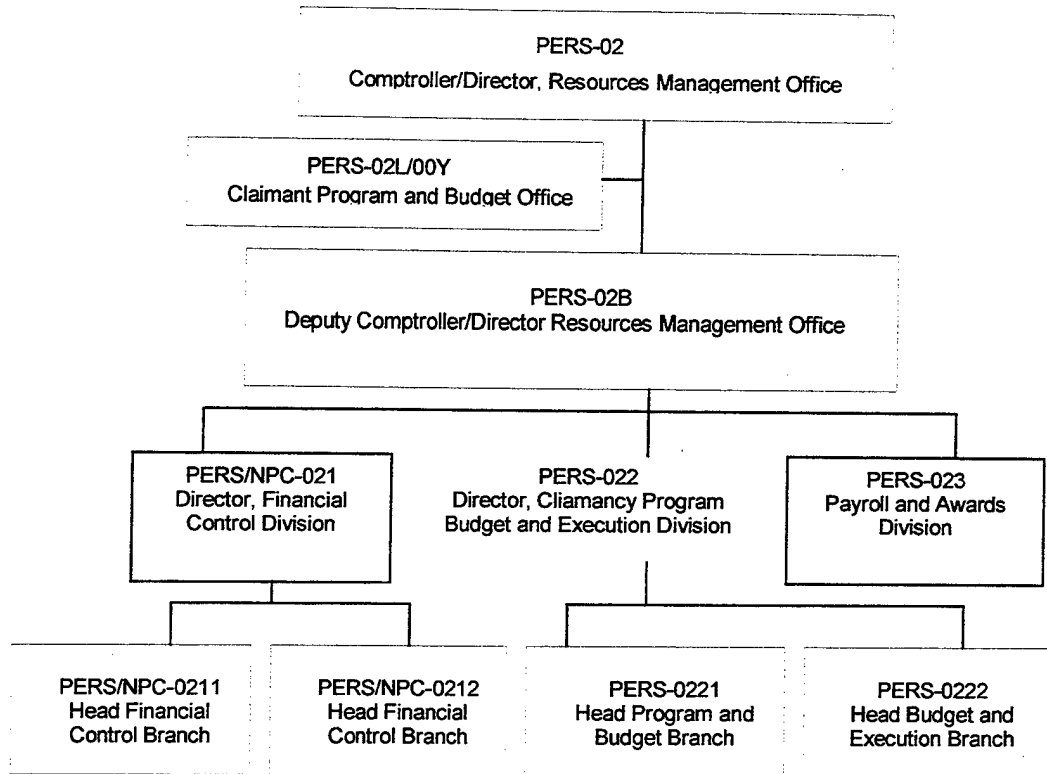 PERS-02
Comptroller/Director, Resources Management Office
PERS-02L/00Y
Claimant Program and Budget Office
PERS-02B
Deputy Comptroller/Director Resources Management Office
PERS/NPC-021
Director, Financial
Control Division
PERS-022
Director, Cliamancy Program
Budget and Execution Division
PERS-023
Payroll and Awards
Division
PERS/NPC-0211
Head Financial
Control Branch
PERS/NPC-0212
Head Financial
Control Branch
PERS-0221
Head Program and
Budget Branch
PERS-0222
Head Budget and
Execution Branch